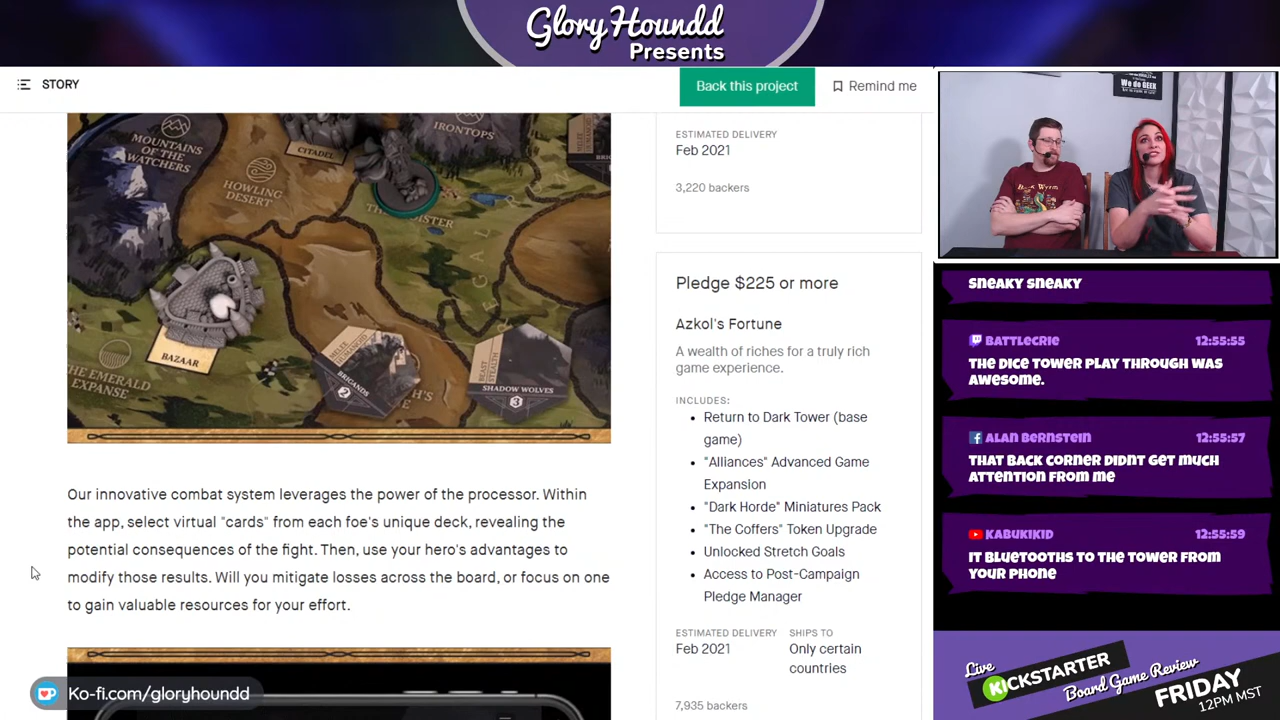 GloryHoundd
Presents
STORY
Back this project
Remind me
MOUNTAINS
OF THE
WATCHERS
CITADEL
IRONTOPS
HOWLING
DESERT
BAZAAR
THE EMERALD
EXPANSE
MELEE
HUMANOID
BRIGANDS
2
BEAST
STEALTH
SHADOW WOLVES
3
Our innovative combat system leverages the power of the processor. Within
the app, select virtual "cards" from each foe's unique deck, revealing the
potential consequences of the fight. Then, use your hero's advantages to
modify those results. Will you mitigate losses across the board, or focus on one
to gain valuable resources for your effort.
Ko-fi.com/gloryhoundd
ESTIMATED DELIVERY
Feb 2021
3,220 backers
Pledge $225 or more
Azkol's Fortune
A wealth of riches for a truly rich
game experience.
INCLUDES:
Return to Dark Tower (base
game)
"Alliances" Advanced Game
Expansion
"Dark Horde" Miniatures Pack
"The Coffers" Token Upgrade
Unlocked Stretch Goals
Access to Post-Campaign
Pledge Manager
ESTIMATED DELIVERY SHIPS TO
Feb 2021 Only certain
countries
7,935 backers
We do GEEK
Book Wyrm
SNEAKY SNEAKY
BATTLECRIE 12:55:55
THE DICE TOWER PLAY THROUGH WAS
AWESOME.
ALAN BERNSTEIN 12:55:57
THAT BACK CORNER DIDNT GET MUCH
ATTENTION FROM ME
KABUKIKID 12:55:59
IT BLUETOOTHS TO THE TOWER FROM
YOUR PHONE
Live
KICKSTARTER
Board Game Review
FRIDAY
12PM MST